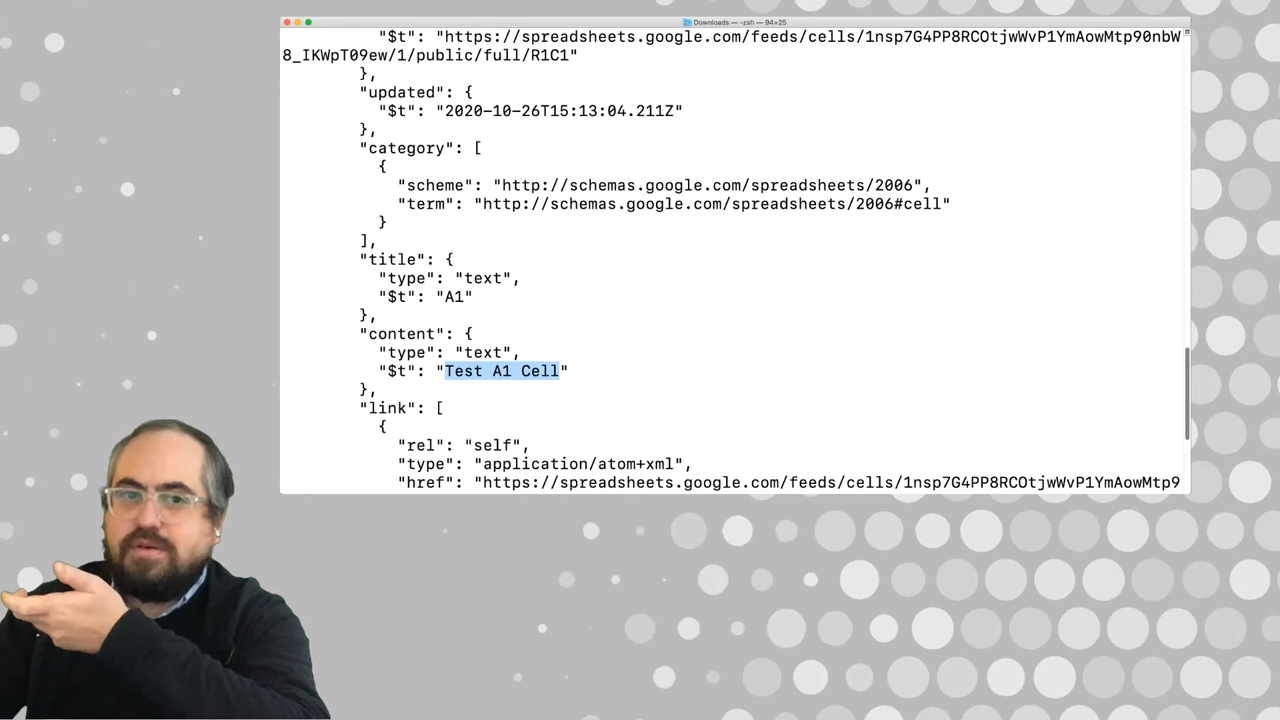 Downloads — -zsh — 94×25
"$t": "https://spreadsheets.google.com/feeds/cells/1nsp7G4PP8RCOtjwWvP1YmAowMtp90nbW
8_IKWpT09ew/1/public/full/R1C1"
},
"updated": {
"$t": "2020-10-26T15:13:04.211Z"
},
"category": [
{
"scheme": "http://schemas.google.com/spreadsheets/2006",
"term": "http://schemas.google.com/spreadsheets/2006#cell"
}
],
"title": {
"type": "text",
"$t": "A1"
},
"content": {
"type": "text",
"$t": "Test A1 Cell"
},
"link": [
{
"rel": "self",
"type": "application/atom+xml",
"href": "https://spreadsheets.google.com/feeds/cells/1nsp7G4PP8RCOtjwWvP1YmAowMtp9